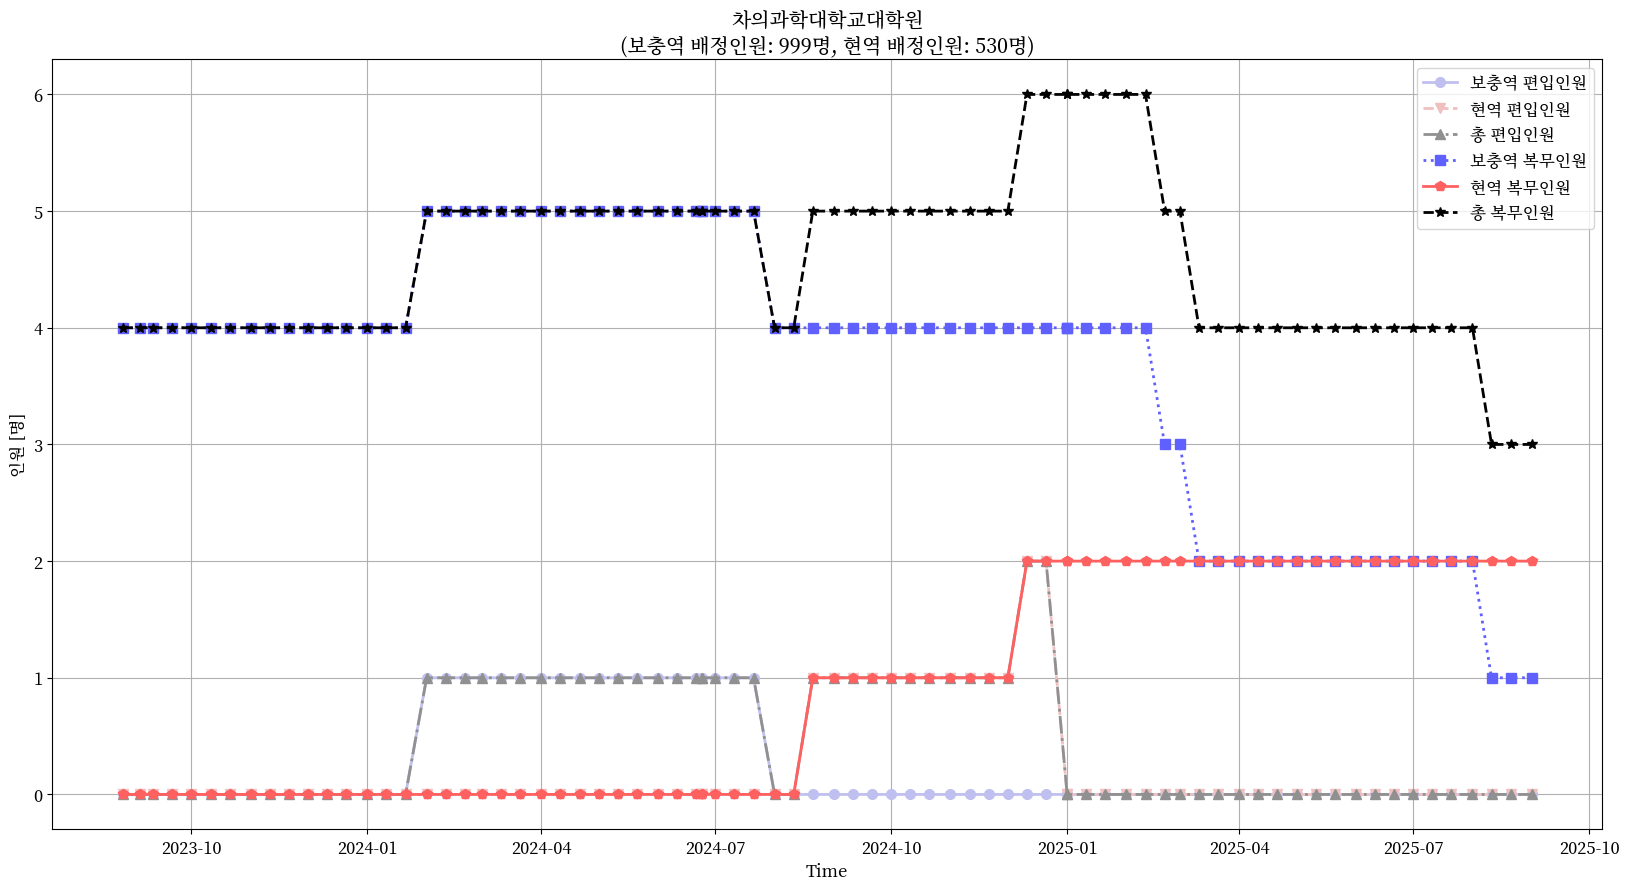 차의과학대학교대학원
(보충역 배정인원: 999명, 현역 배정인원: 530명)
보충역 편입인원
현역 편입인원
총 편입인원
보충역 복무인원
현역 복무인원
총 복무인원
인원 [명]
6
5
4
3
2
1
0
2023-10
2024-01
2024-04
2024-07
2024-10
2025-01
2025-04
2025-07
2025-10
Time